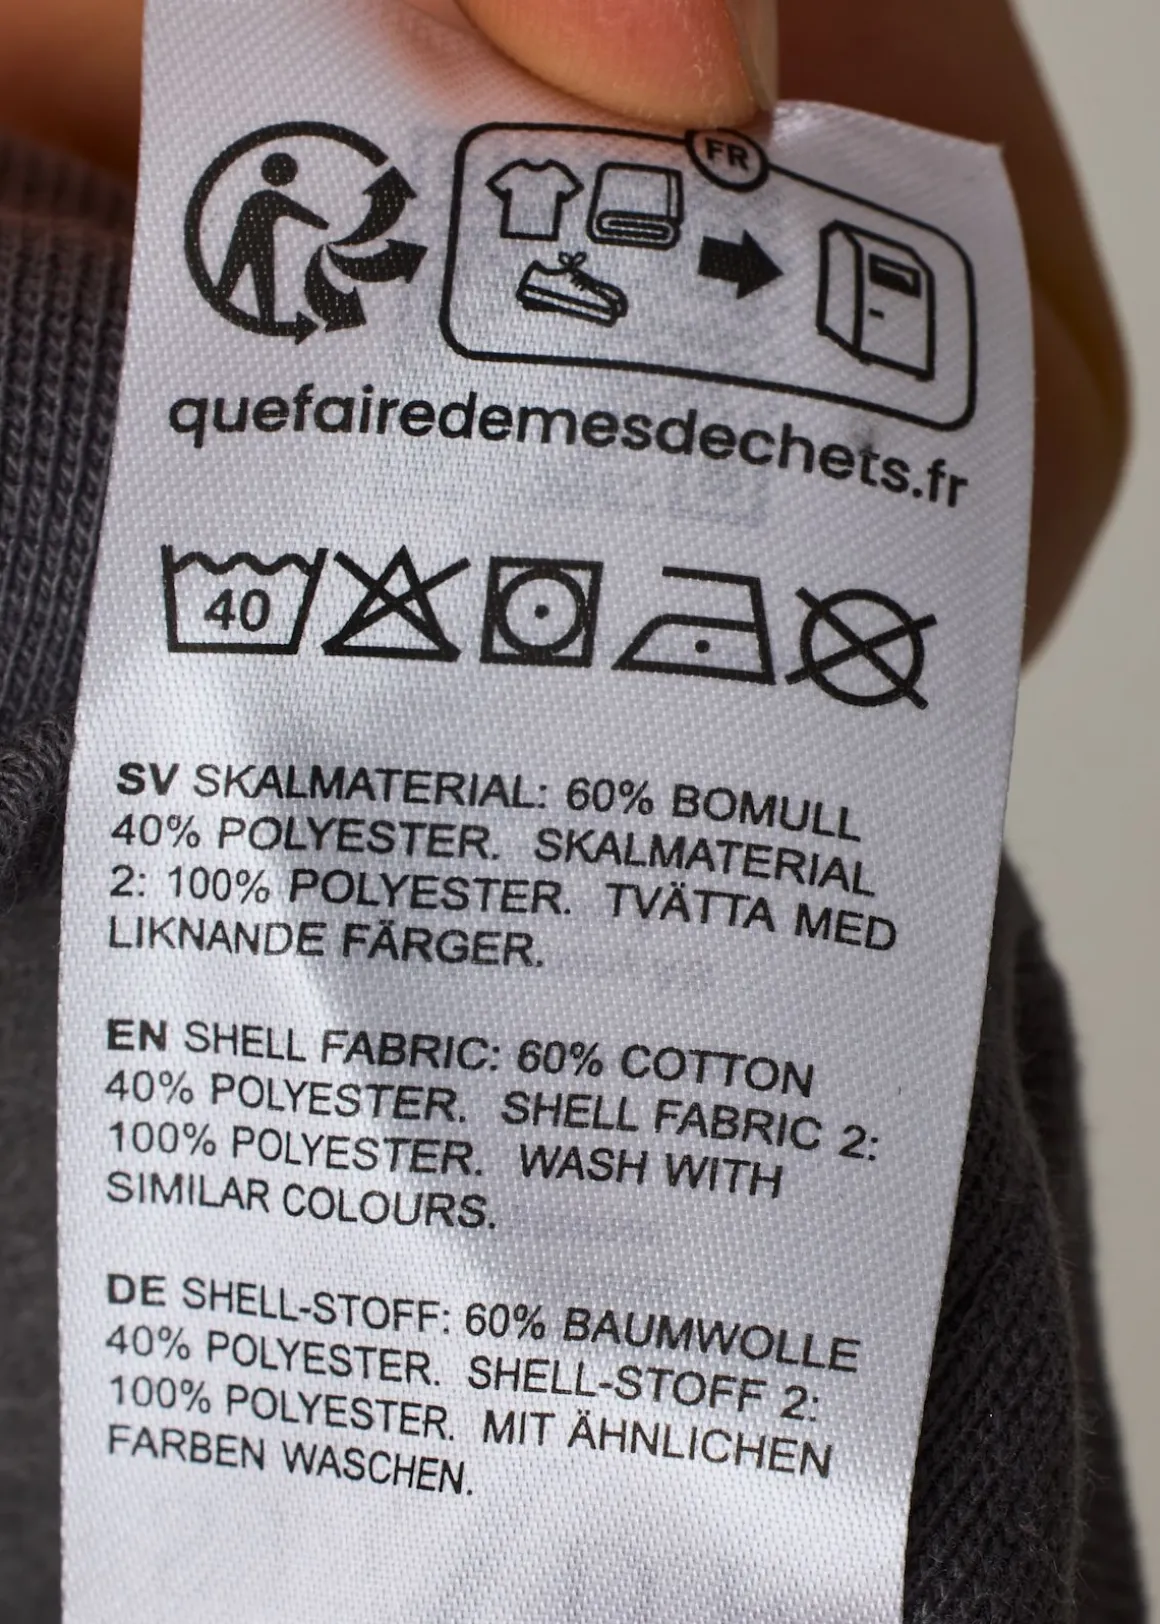 FR
quefairedemesdechets.fr
40
SV SKALMATERIAL: 60% BOMULL
40% POLYESTER. SKALMATERIAL
2: 100% POLYESTER. TVÄTTA MED
LIKNANDE FÄRGER.
EN SHELL FABRIC: 60% COTTON
40% POLYESTER. SHELL FABRIC 2:
100% POLYESTER. WASH WITH
SIMILAR COLOURS.
DE SHELL-STOFF: 60% BAUMWOLLE
40% POLYESTER. SHELL-STOFF 2:
100% POLYESTER. MIT ÄHNLICHEN
FARBEN WASCHEN.